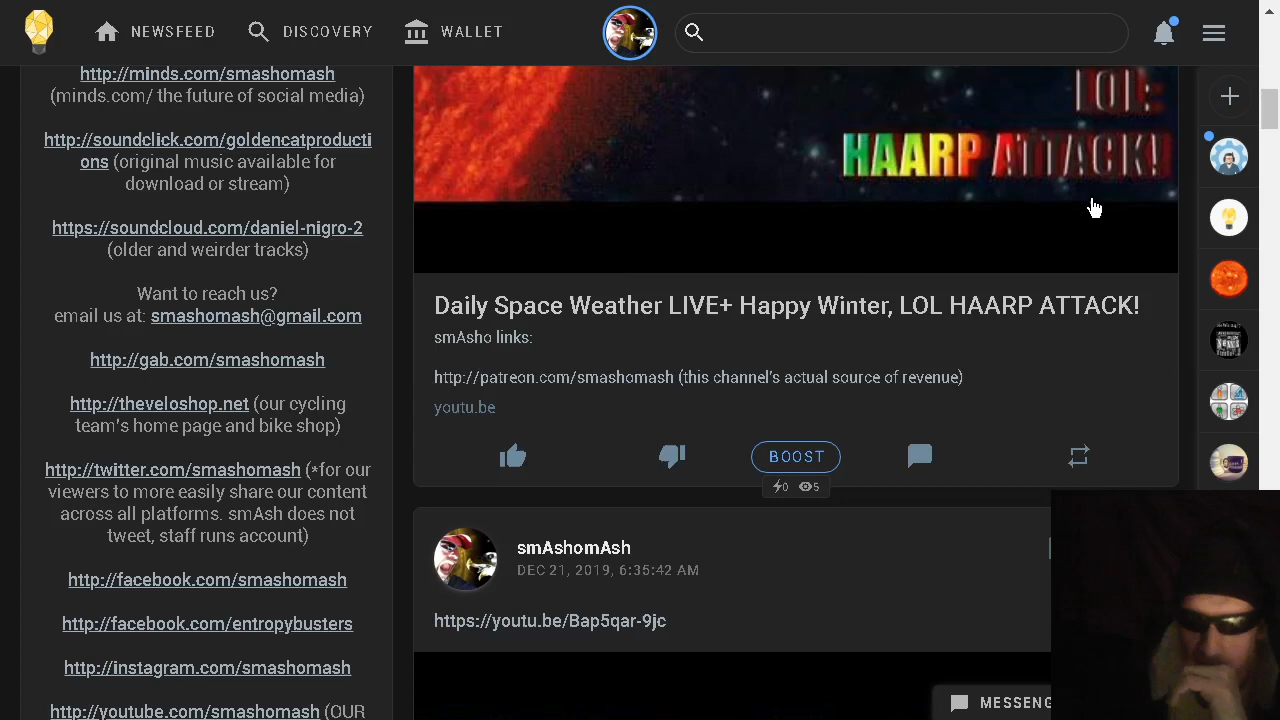 NEWSFEED
DISCOVERY
WALLET
http://minds.com/smashomash
(minds.com/ the future of social media)
http://soundclick.com/goldencatproducti
ons (original music available for
download or stream)
https://soundcloud.com/daniel-nigro-2
(older and weirder tracks)
Want to reach us?
email us at: smashomash@gmail.com
http://gab.com/smashomash
http://theveloshop.net (our cycling
team's home page and bike shop)
http://twitter.com/smashomash (*for our
viewers to more easily share our content
across all platforms. smAsh does not
tweet, staff runs account)
http://facebook.com/smashomash
http://facebook.com/entropybusters
http://instagram.com/smashomash
http://youtube.com/smashomash (OUR
LOL:
HAARP ATTACK!
Daily Space Weather LIVE+ Happy Winter, LOL HAARP ATTACK!
smAsho links:
http://patreon.com/smashomash (this channel's actual source of revenue)
youtu.be
BOOST
0 5
smAshomAsh
DEC 21, 2019, 6:35:42 AM
https://youtu.be/Bap5qar-9jc
MESSENG